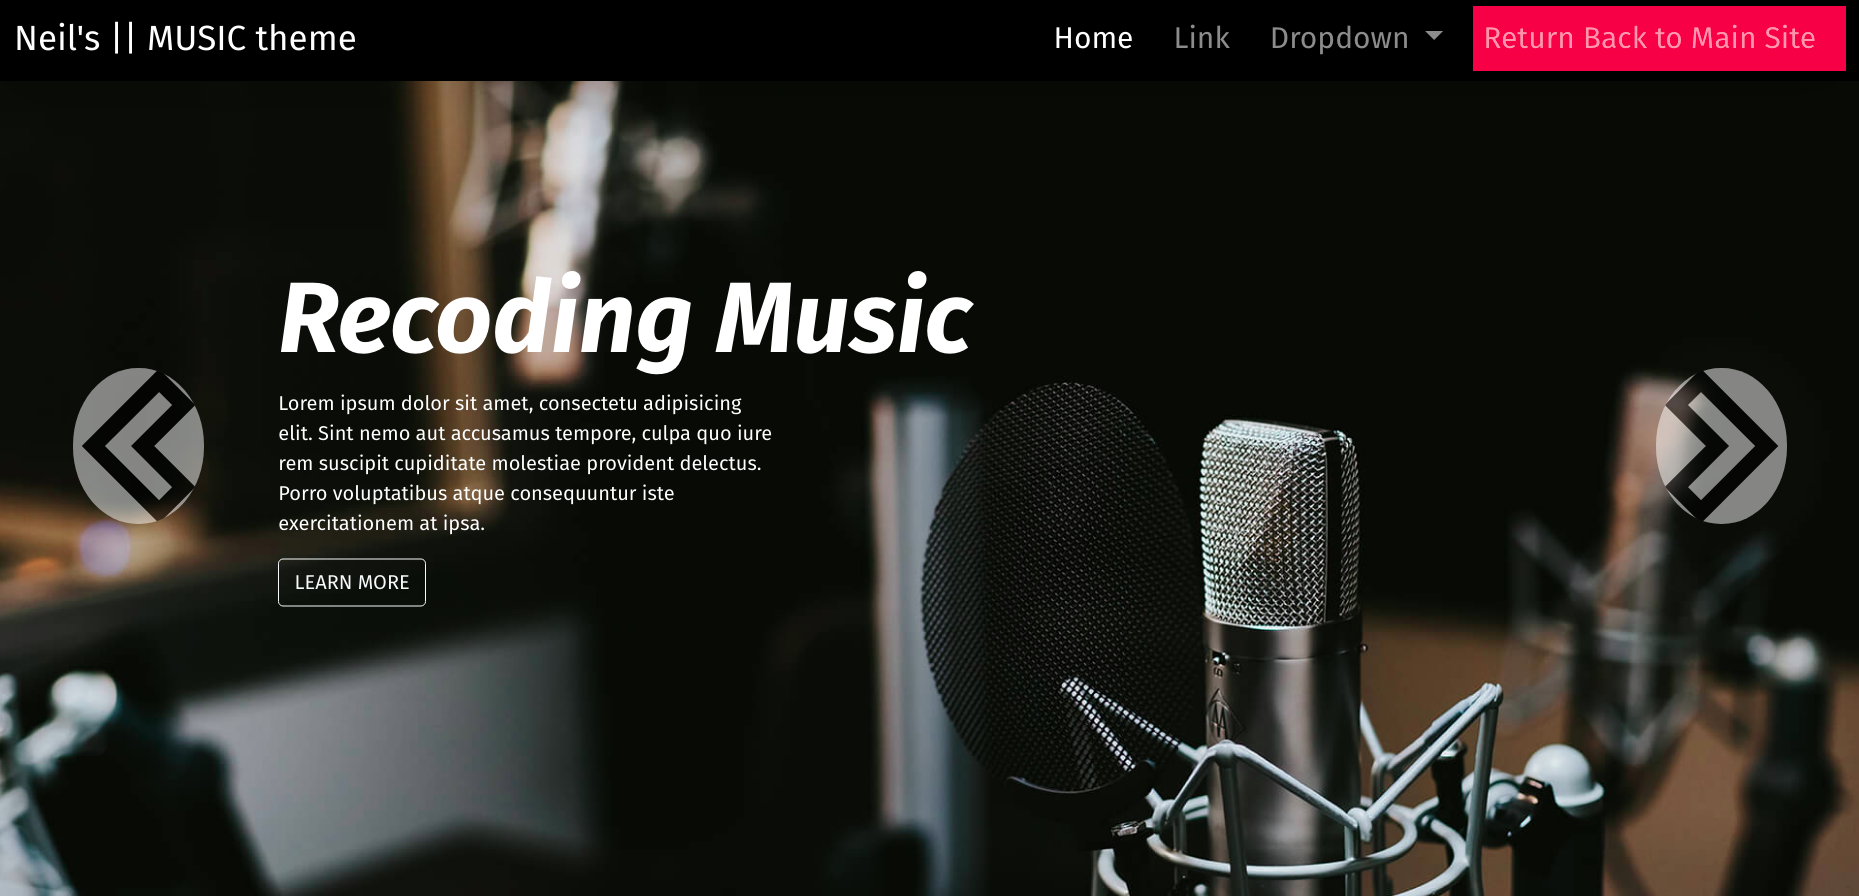 Neil's || MUSIC theme
Home Link Dropdown Return Back to Main Site
Recoding Music
Lorem ipsum dolor sit amet, consectetu adipisicing
elit. Sint nemo aut accusamus tempore, culpa quo iure
rem suscipit cupiditate molestiae provident delectus.
Porro voluptatibus atque consequuntur iste
exercitationem at ipsa.
LEARN MORE